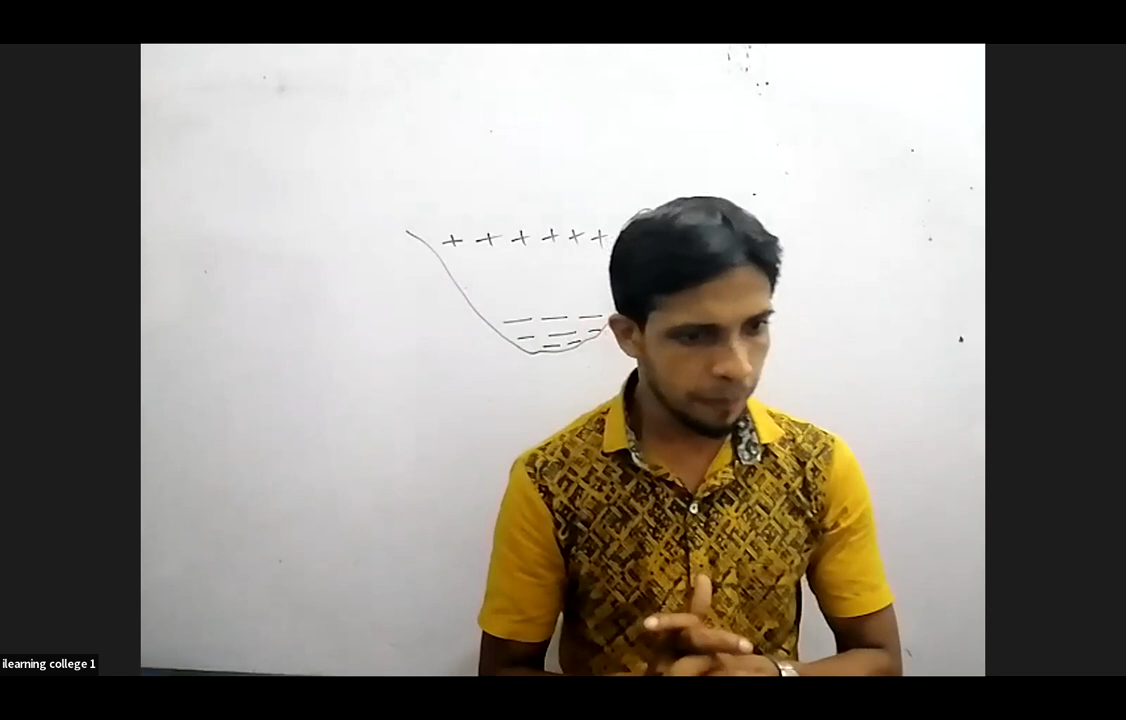 + + + + + +
ilearning college 1